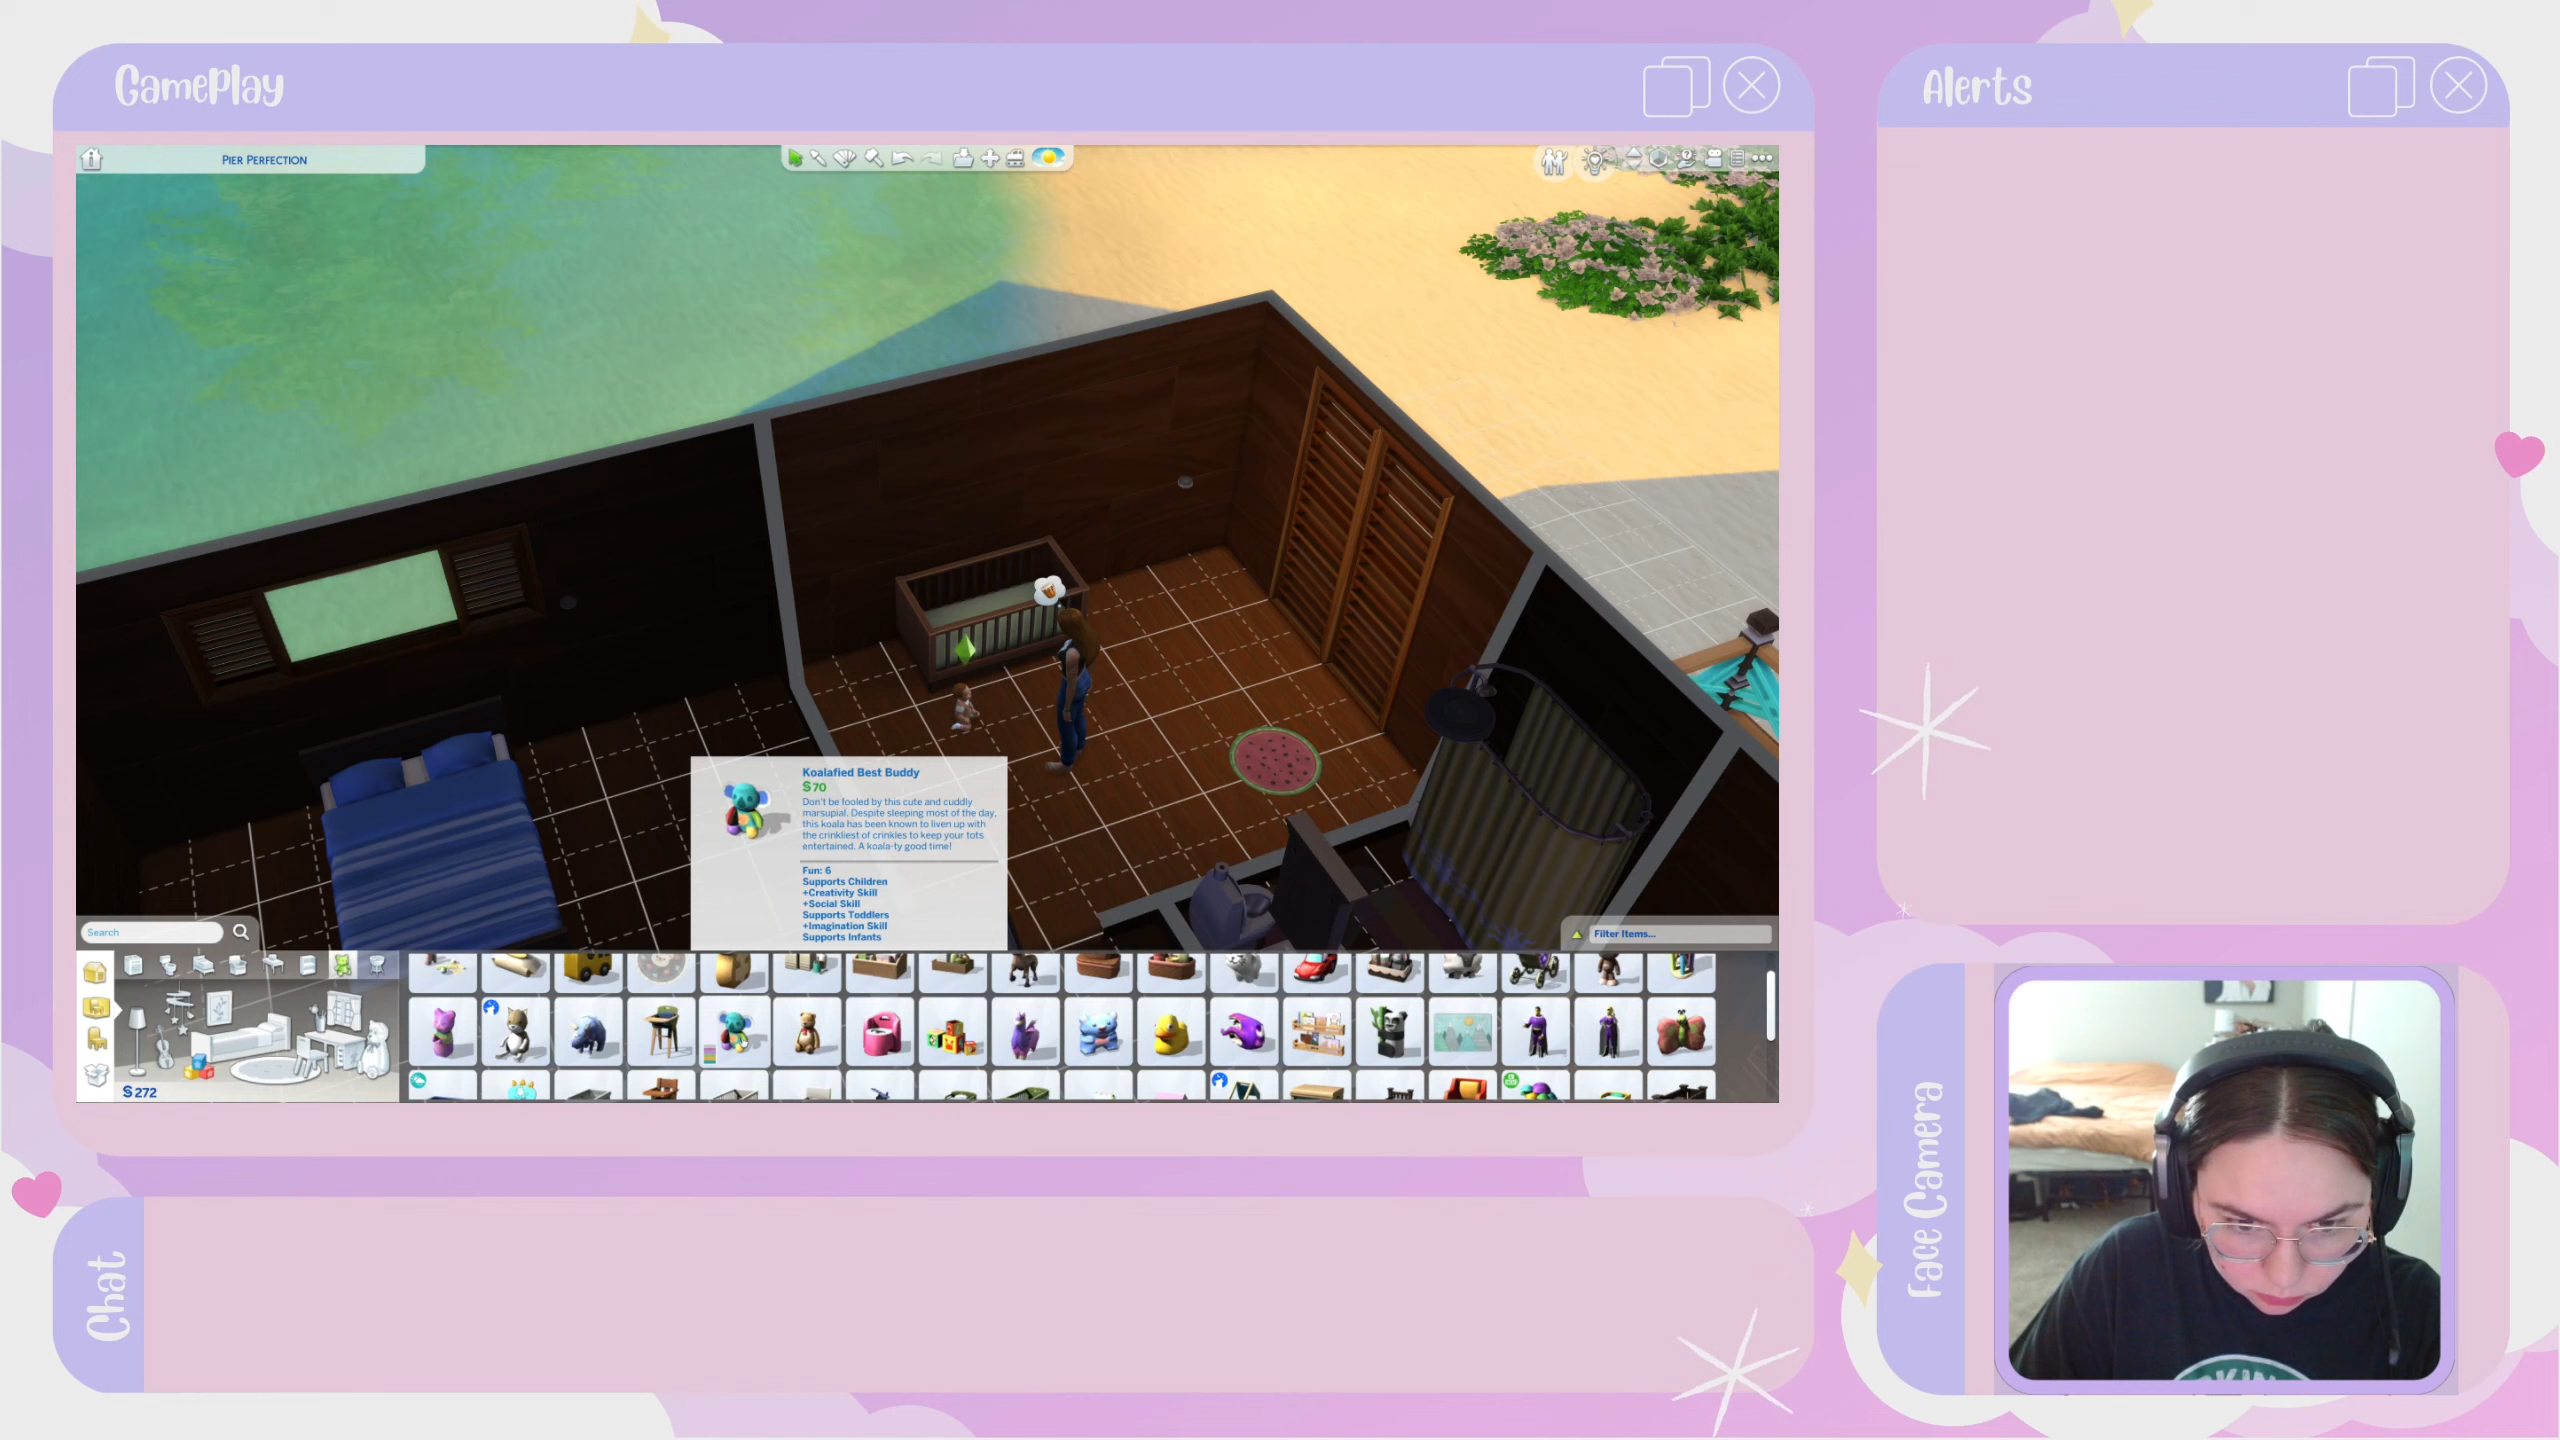 GamePlay
Alerts
PIER PERFECTION
Koalafied Best Buddy
§70
Don't be fooled by this cute and cuddly
marsupial. Despite sleeping most of the day,
this koala has been known to liven up with
the crinkliest of crinkles to keep your tots
entertained. A koala-ty good time!
Fun: 6
Supports Children
+Creativity Skill
+Social Skill
Supports Toddlers
+Imagination Skill
Supports Infants
Search
Filter Items...
§272
Chat
Face Camera